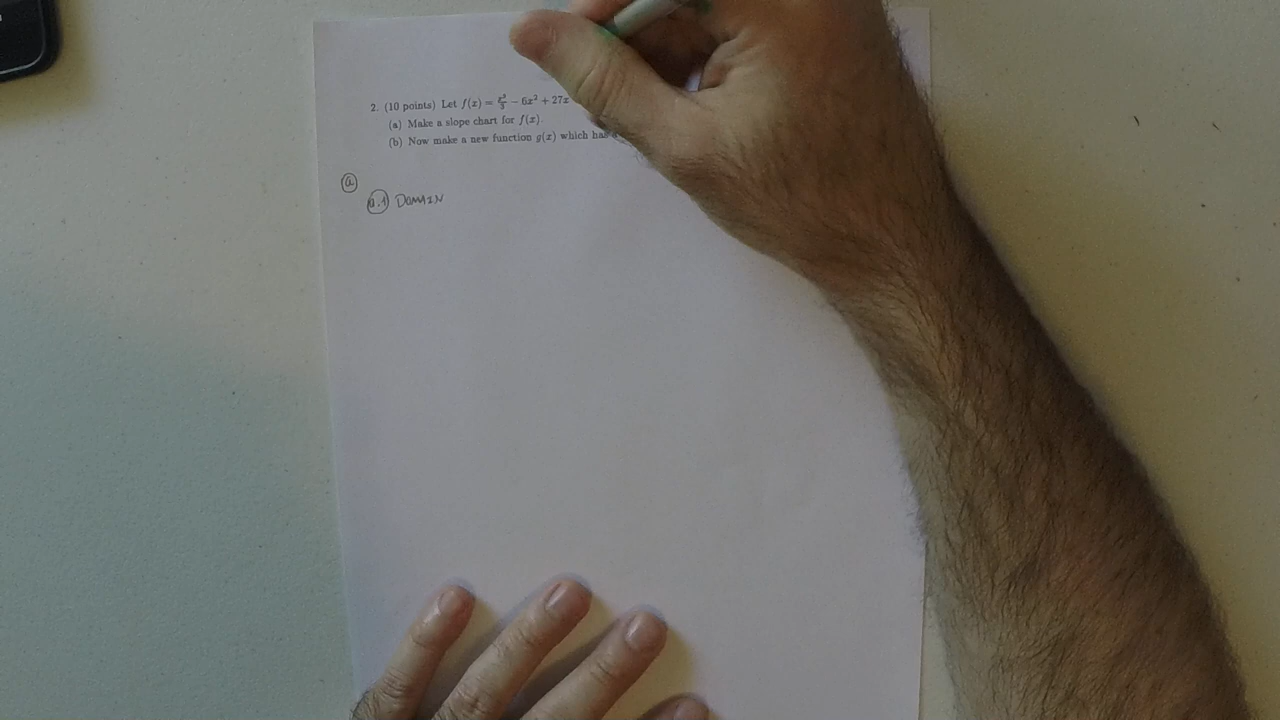 2. (10 points) Let f(x) = x³/3 − 6x² + 27x
(a) Make a slope chart for f(x).
(b) Now make a new function g(x) which has
a
a.1 DOMAIN